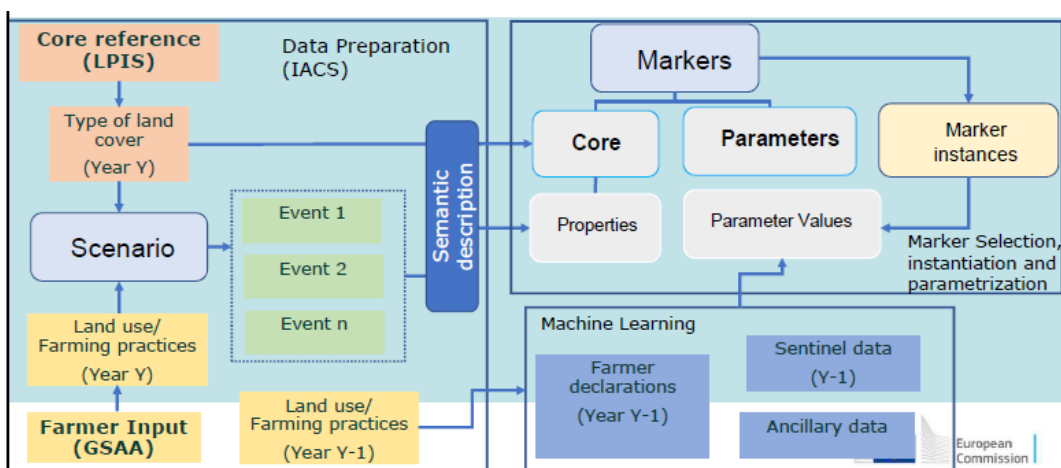 Core reference
(LPIS)
Type of land
cover
(Year Y)
Scenario
Land use/
Farming practices
(Year Y)
Farmer Input
(GSAA)
Data Preparation
(IACS)
Event 1
Event 2
Event n
Land use/
Farming practices
(Year Y-1)
Semantic
description
Markers
Core
Parameters
Marker
instances
Properties
Parameter Values
Marker Selection,
instantiation and
parametrization
Machine Learning
Farmer
declarations
(Year Y-1)
Sentinel data
(Y-1)
Ancillary data
European
Commission